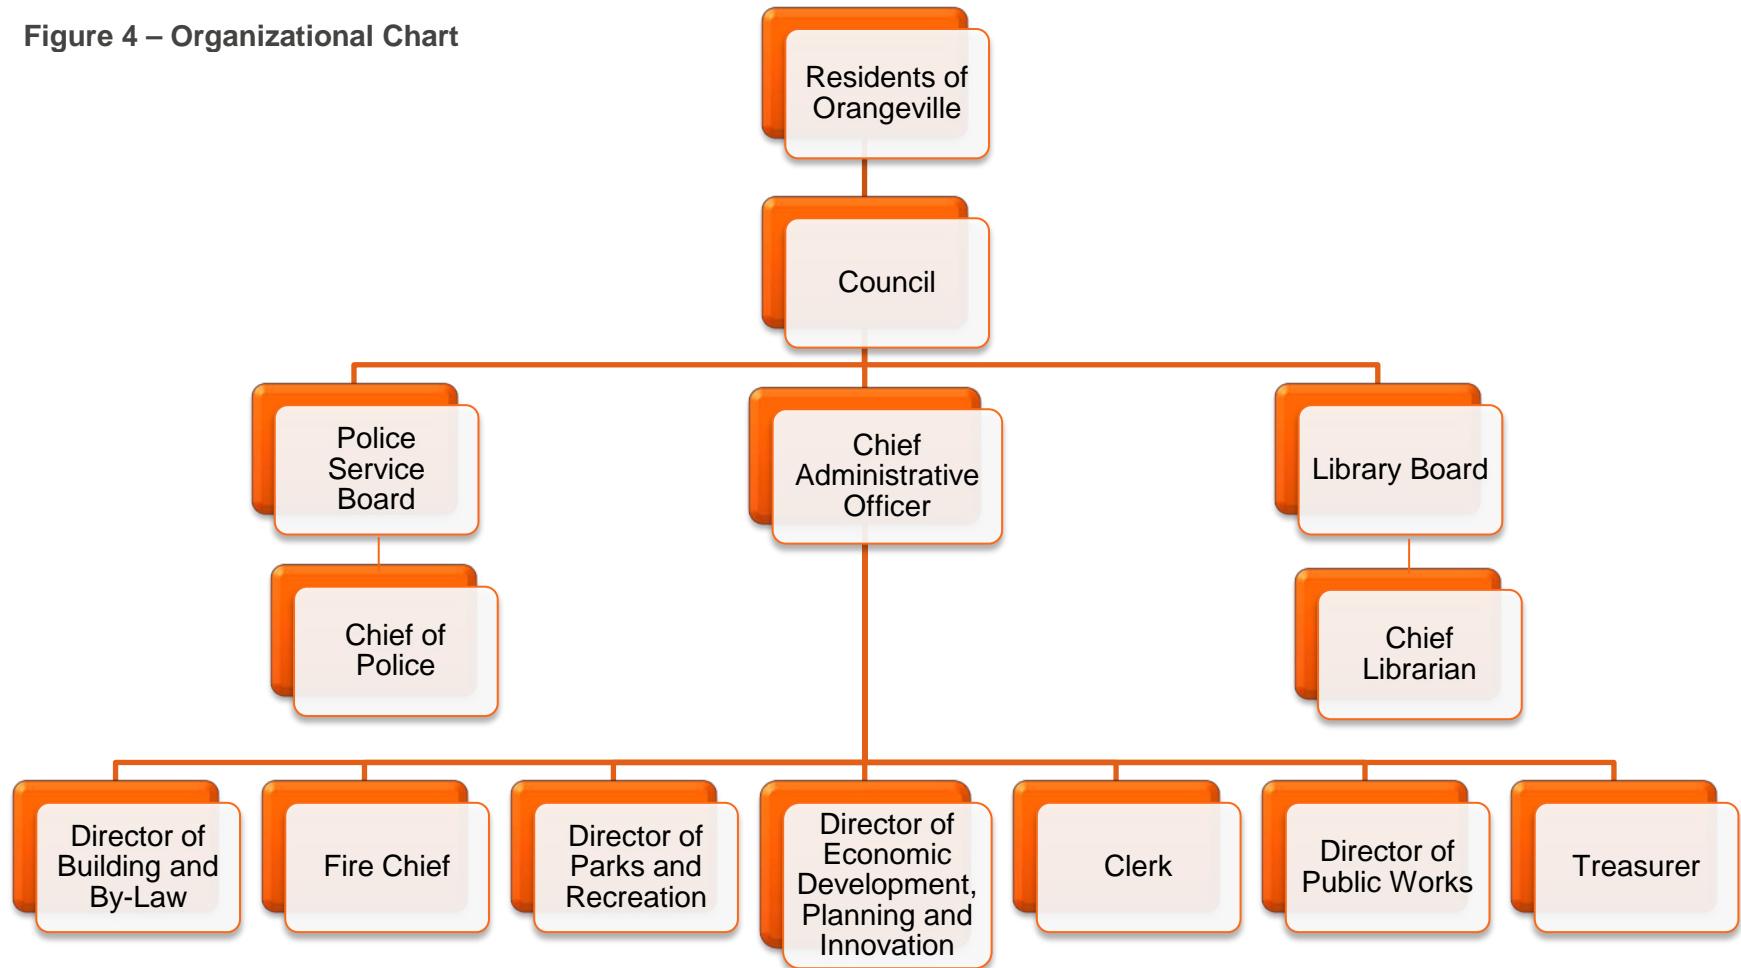 Figure 4 – Organizational Chart
Residents of
Orangeville
Council
Police
Service
Board
Chief
Administrative
Officer
Library Board
Chief of
Police
Chief
Librarian
Director of
Building and
By-Law
Fire Chief
Director of
Parks and
Recreation
Director of
Economic
Development,
Planning and
Innovation
Clerk
Director of
Public Works
Treasurer